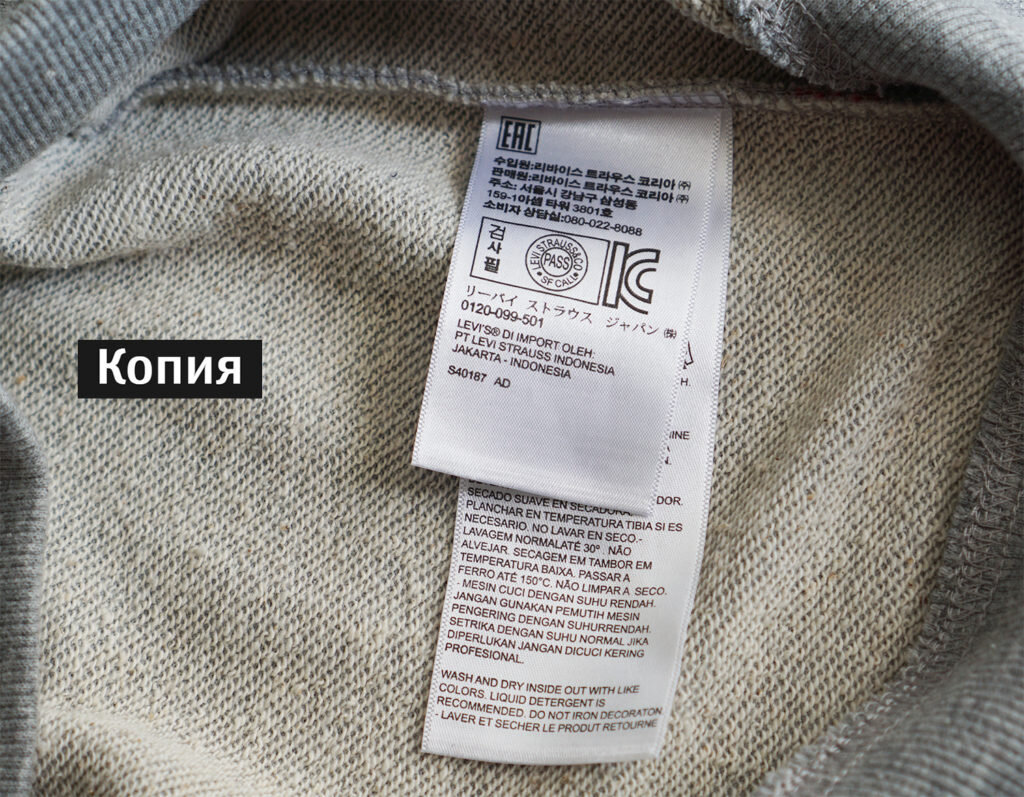 EAC
수입원:리바이스 트라우스 코리아 ㈜
판매원:리바이스 트라우스 코리아 ㈜
주소: 서울시 강남구 삼성동
159-1아셈 타워 3801호
소비자 상담실:080-022-8088
검사필
LEVI STRAUSS&CO
PASS
SF CALI
KC
リーバイ ストラウス ジャパン ㈱
0120-099-501
LEVI'S® DI IMPORT OLEH:
PT LEVI STRAUSS INDONESIA
JAKARTA - INDONESIA
S40187 AD
Копия
H.
INE
DOR.
SECADO SUAVE EN SECADORA.
PLANCHAR EN TEMPERATURA TIBIA SI ES
NECESARIO. NO LAVAR EN SECO.-
LAVAGEM NORMALATÉ 30° . NÃO
ALVEJAR. SECAGEM EM TAMBOR EM
TEMPERATURA BAIXA. PASSAR A
FERRO ATÉ 150°C. NÃO LIMPAR A SECO.
- MESIN CUCI DENGAN SUHU RENDAH.
JANGAN GUNAKAN PEMUTIH MESIN
PENGERING DENGAN SUHURRENDAH.
SETRIKA DENGAN SUHU NORMAL JIKA
DIPERLUKAN JANGAN DICUCI KERING
PROFESIONAL.
WASH AND DRY INSIDE OUT WITH LIKE
COLORS. LIQUID DETERGENT IS
RECOMMENDED. DO NOT IRON DECORATON
- LAVER ET SECHER LE PRODUT RETOURNE